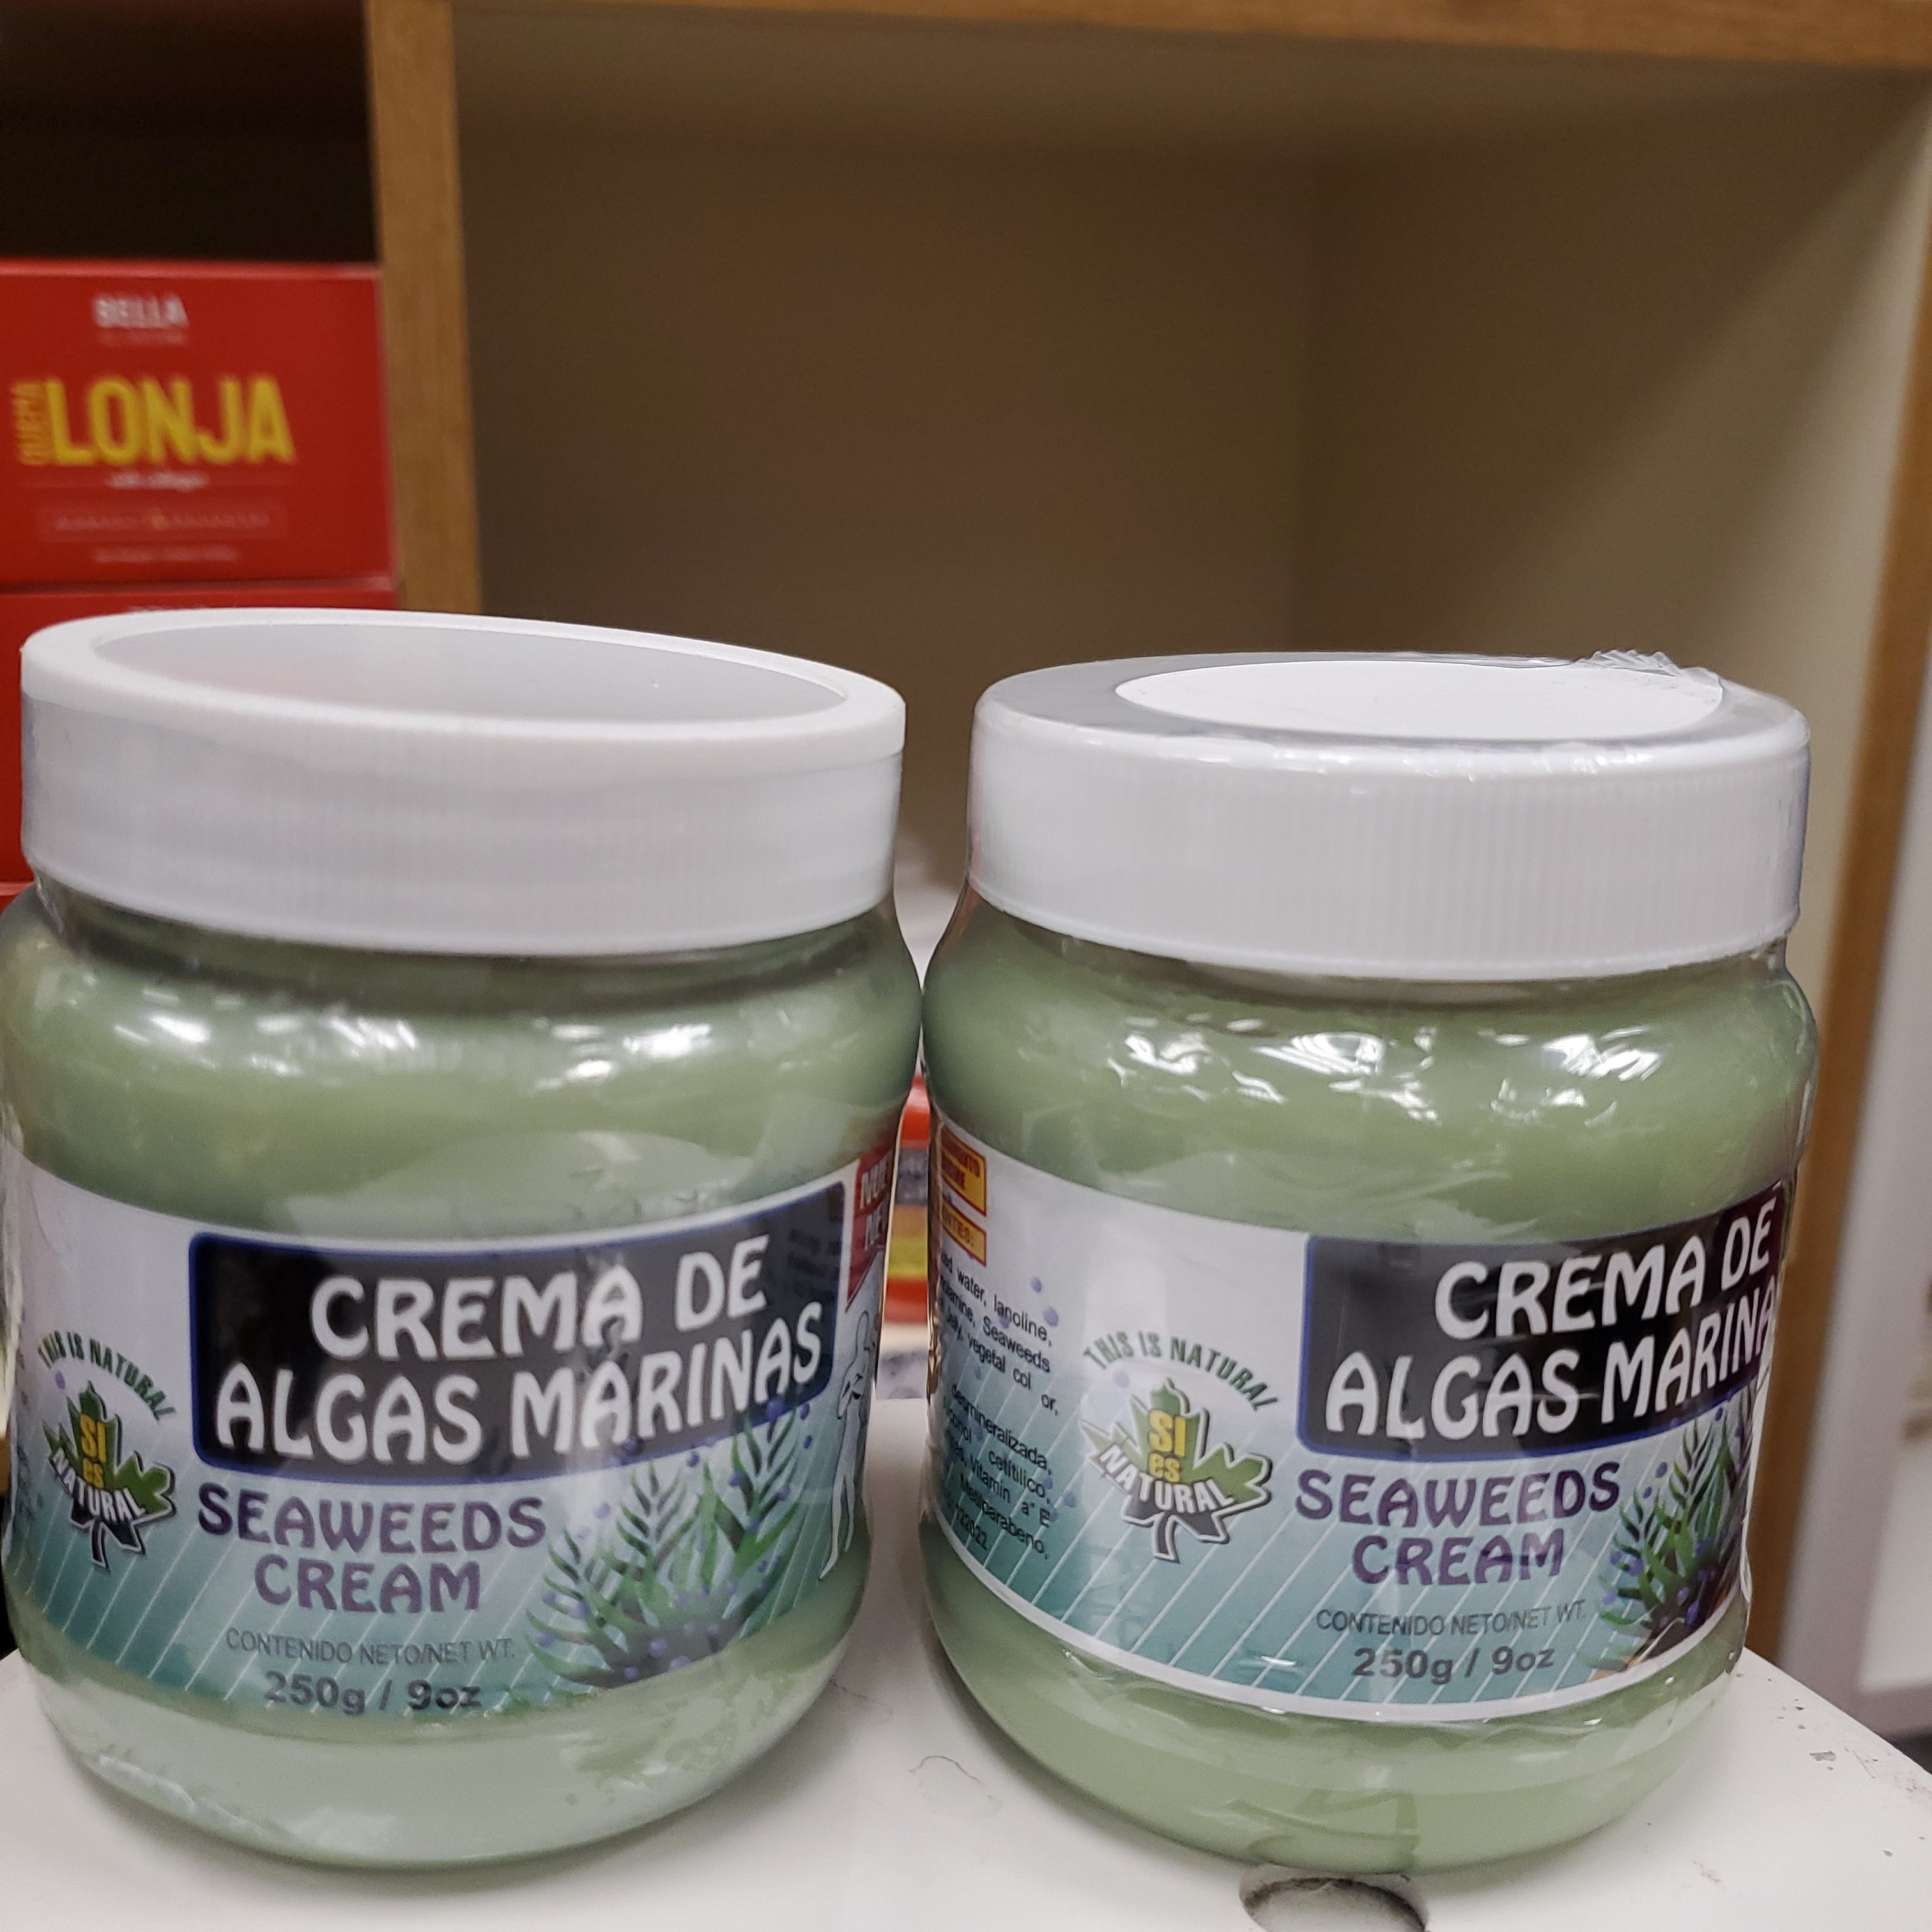 BELLA
QUEMA
LONJA
CREMA DE
ALGAS MARINAS
THIS IS NATURAL
SI
es
NATURAL
SEAWEEDS
CREAM
CONTENIDO NETO/NET WT.
250g / 9oz
water, lanoline,
Seaweeds
jelly, vegetal col or,
desmineralizada,
cetílico,
Vitamin a" E
Metilparabeno,
CREMA DE
ALGAS MARINA
THIS IS NATURAL
SI
es
NATURAL
SEAWEEDS
CREAM
CONTENIDO NETO/NET WT.
250g / 9oz